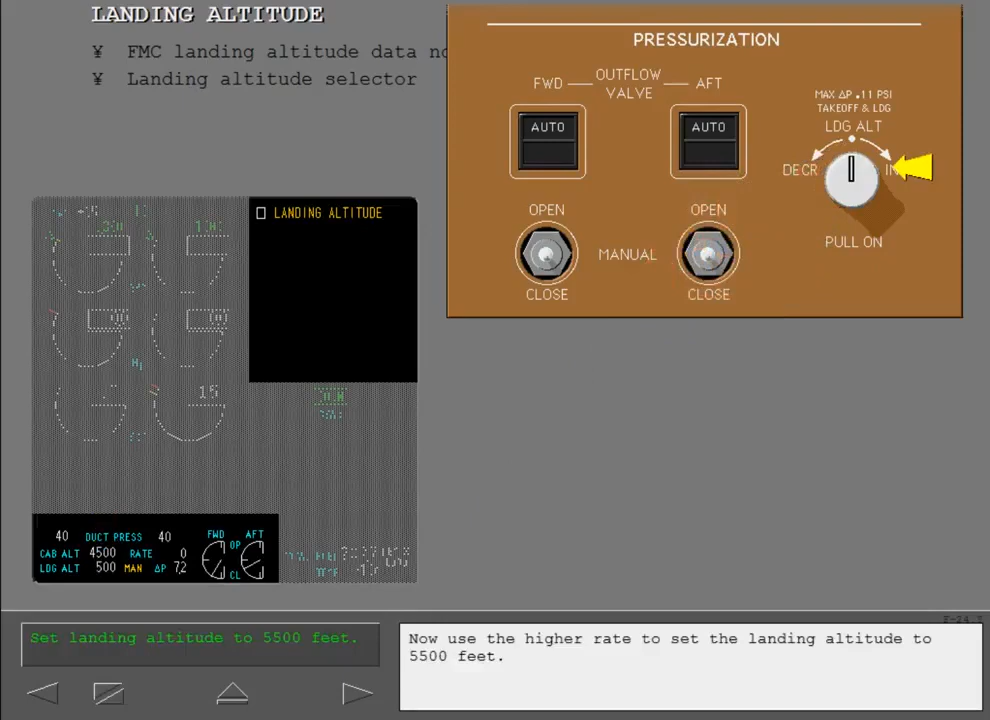 LANDING ALTITUDE
¥ FMC landing altitude data
¥ Landing altitude selector
PRESSURIZATION
OUTFLOW
FWD AFT
VALVE
MAX ΔP .11 PSI
TAKEOFF & LDG
LDG ALT
AUTO
AUTO
DECR
OPEN
OPEN
PULL ON
MANUAL
CLOSE
CLOSE
LANDING ALTITUDE
15
40 DUCT PRESS 40 FWD AFT
OP
CAB ALT 4500 RATE 0
LDG ALT 500 MAN ΔP 7.2
CL
Set landing altitude to 5500 feet.
Now use the higher rate to set the landing altitude to
5500 feet.